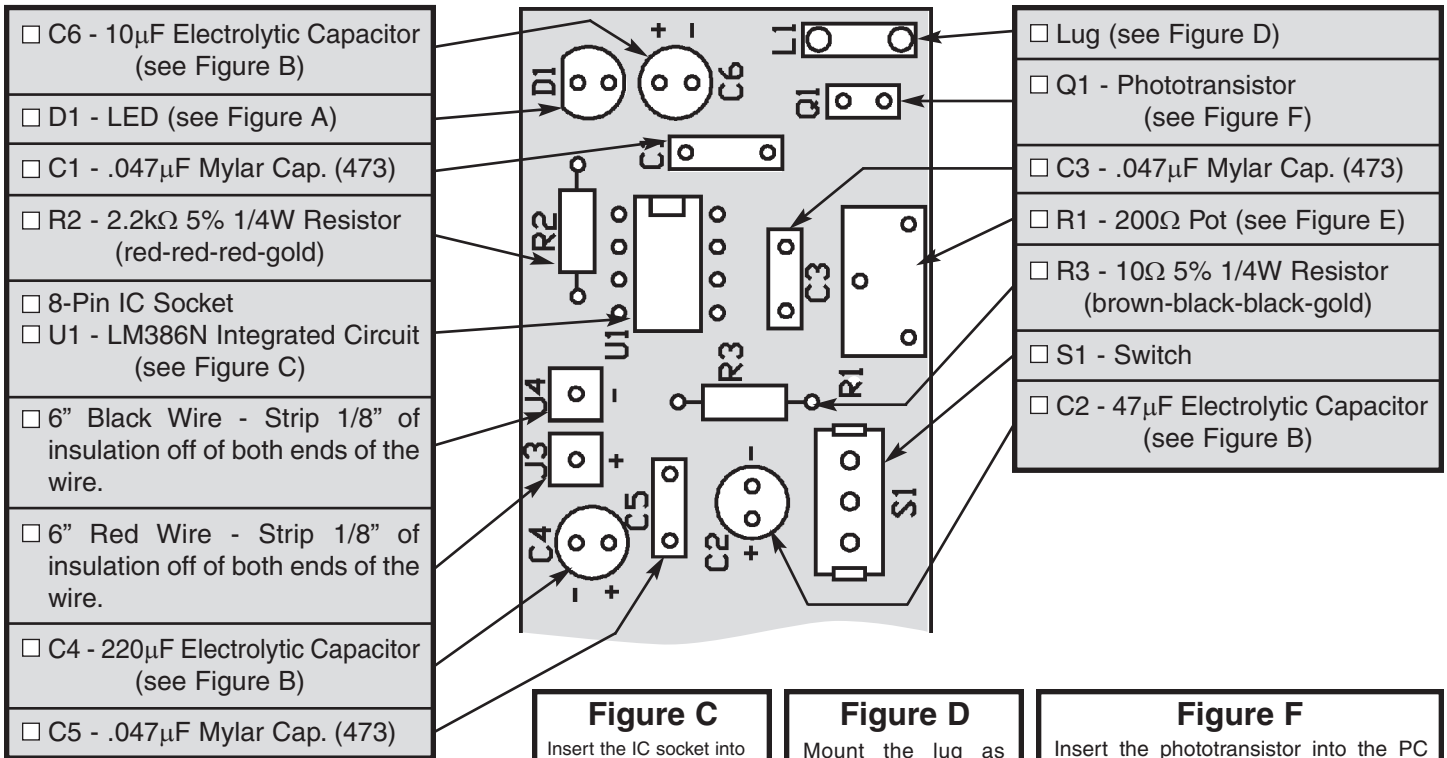 ☐ C6 - 10μF Electrolytic Capacitor
(see Figure B)
☐ D1 - LED (see Figure A)
☐ C1 - .047μF Mylar Cap. (473)
☐ R2 - 2.2kΩ 5% 1/4W Resistor
(red-red-red-gold)
☐ 8-Pin IC Socket
☐ U1 - LM386N Integrated Circuit
(see Figure C)
☐ 6” Black Wire - Strip 1/8” of
insulation off of both ends of the
wire.
☐ 6” Red Wire - Strip 1/8” of
insulation off of both ends of the
wire.
☐ C4 - 220μF Electrolytic Capacitor
(see Figure B)
☐ C5 - .047μF Mylar Cap. (473)
+ -
D1
C6
L1
Q1
C1
R2
U1
C3
R3
R1
J4
-
J3
+
C4
- +
C5
C2
-
+
S1
☐ Lug (see Figure D)
☐ Q1 - Phototransistor
(see Figure F)
☐ C3 - .047μF Mylar Cap. (473)
☐ R1 - 200Ω Pot (see Figure E)
☐ R3 - 10Ω 5% 1/4W Resistor
(brown-black-black-gold)
☐ S1 - Switch
☐ C2 - 47μF Electrolytic Capacitor
(see Figure B)
Figure C
Insert the IC socket into
Figure D
Mount the lug as
Figure F
Insert the phototransistor into the PC